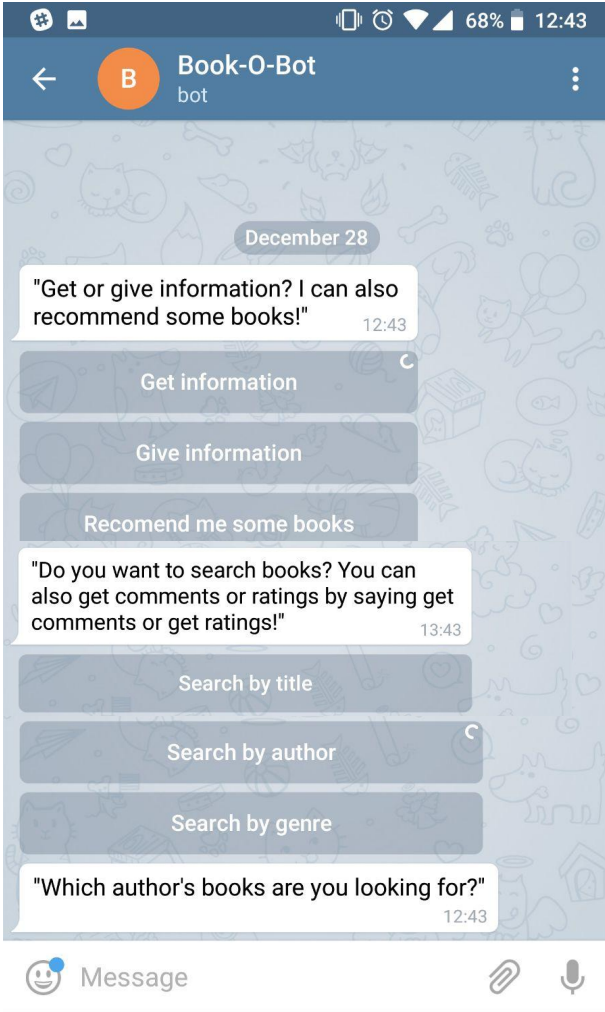 68% 12:43
B
Book-O-Bot
bot
December 28
"Get or give information? I can also
recommend some books!"
12:43
Get information
Give information
Recomend me some books
"Do you want to search books? You can
also get comments or ratings by saying get
comments or get ratings!"
13:43
Search by title
Search by author
Search by genre
"Which author's books are you looking for?"
12:43
Message